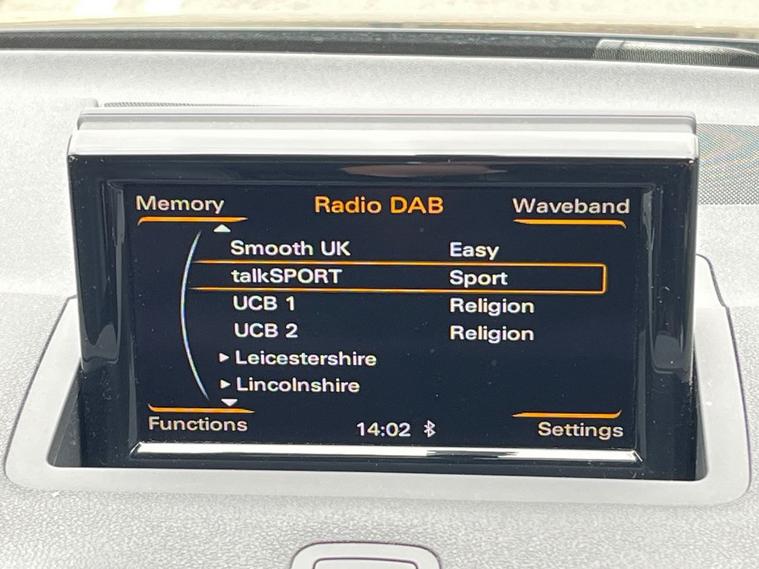 Memory Radio DAB Waveband
Smooth UK Easy
talkSPORT Sport
UCB 1 Religion
UCB 2 Religion
Leicestershire
Lincolnshire
Functions 14:02 Settings